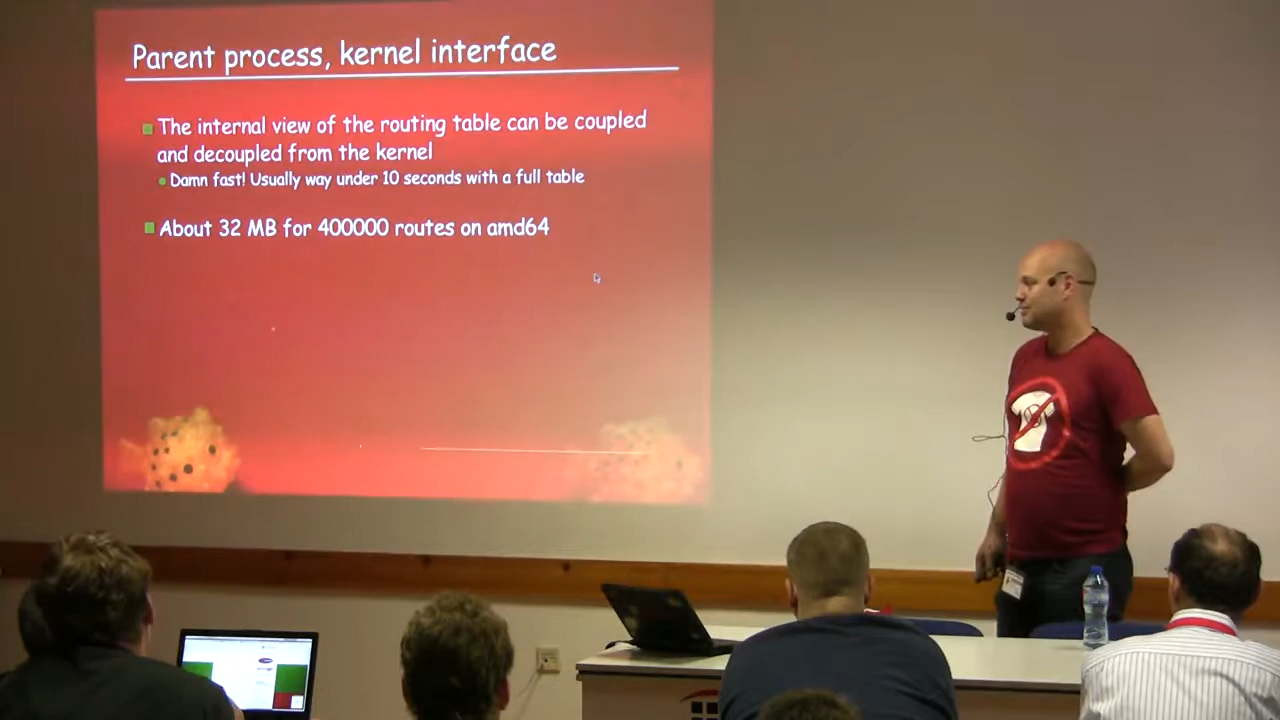 Parent process, kernel interface
The internal view of the routing table can be coupled
and decoupled from the kernel
Damn fast! Usually way under 10 seconds with a full table
About 32 MB for 400000 routes on amd64